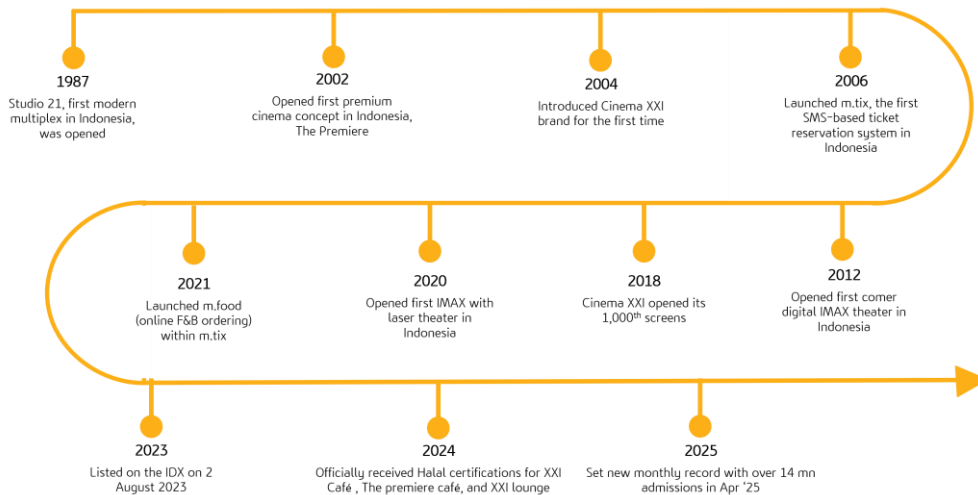 1987
Studio 21, first modern
multiplex in Indonesia,
was opened
2002
Opened first premium
cinema concept in Indonesia,
The Premiere
2004
Introduced Cinema XXI
brand for the first time
2006
Launched m.tix, the first
SMS-based ticket
reservation system in
Indonesia
2021
Launched m.food
(online F&B ordering)
within m.tix
2020
Opened first IMAX with
laser theater in
Indonesia
2018
Cinema XXI opened its
1,000th screens
2012
Opened first comer
digital IMAX theater in
Indonesia
2023
Listed on the IDX on 2
August 2023
2024
Officially received Halal certifications for XXI
Café , The premiere café, and XXI lounge
2025
Set new monthly record with over 14 mn
admissions in Apr '25